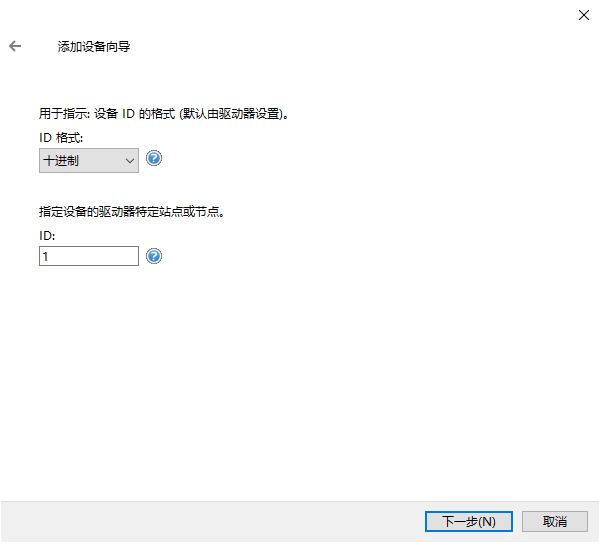 添加设备向导
用于指示: 设备 ID 的格式 (默认由驱动器设置)。
ID 格式:
十进制
指定设备的驱动器特定站点或节点。
ID:
1
下一步(N)
取消